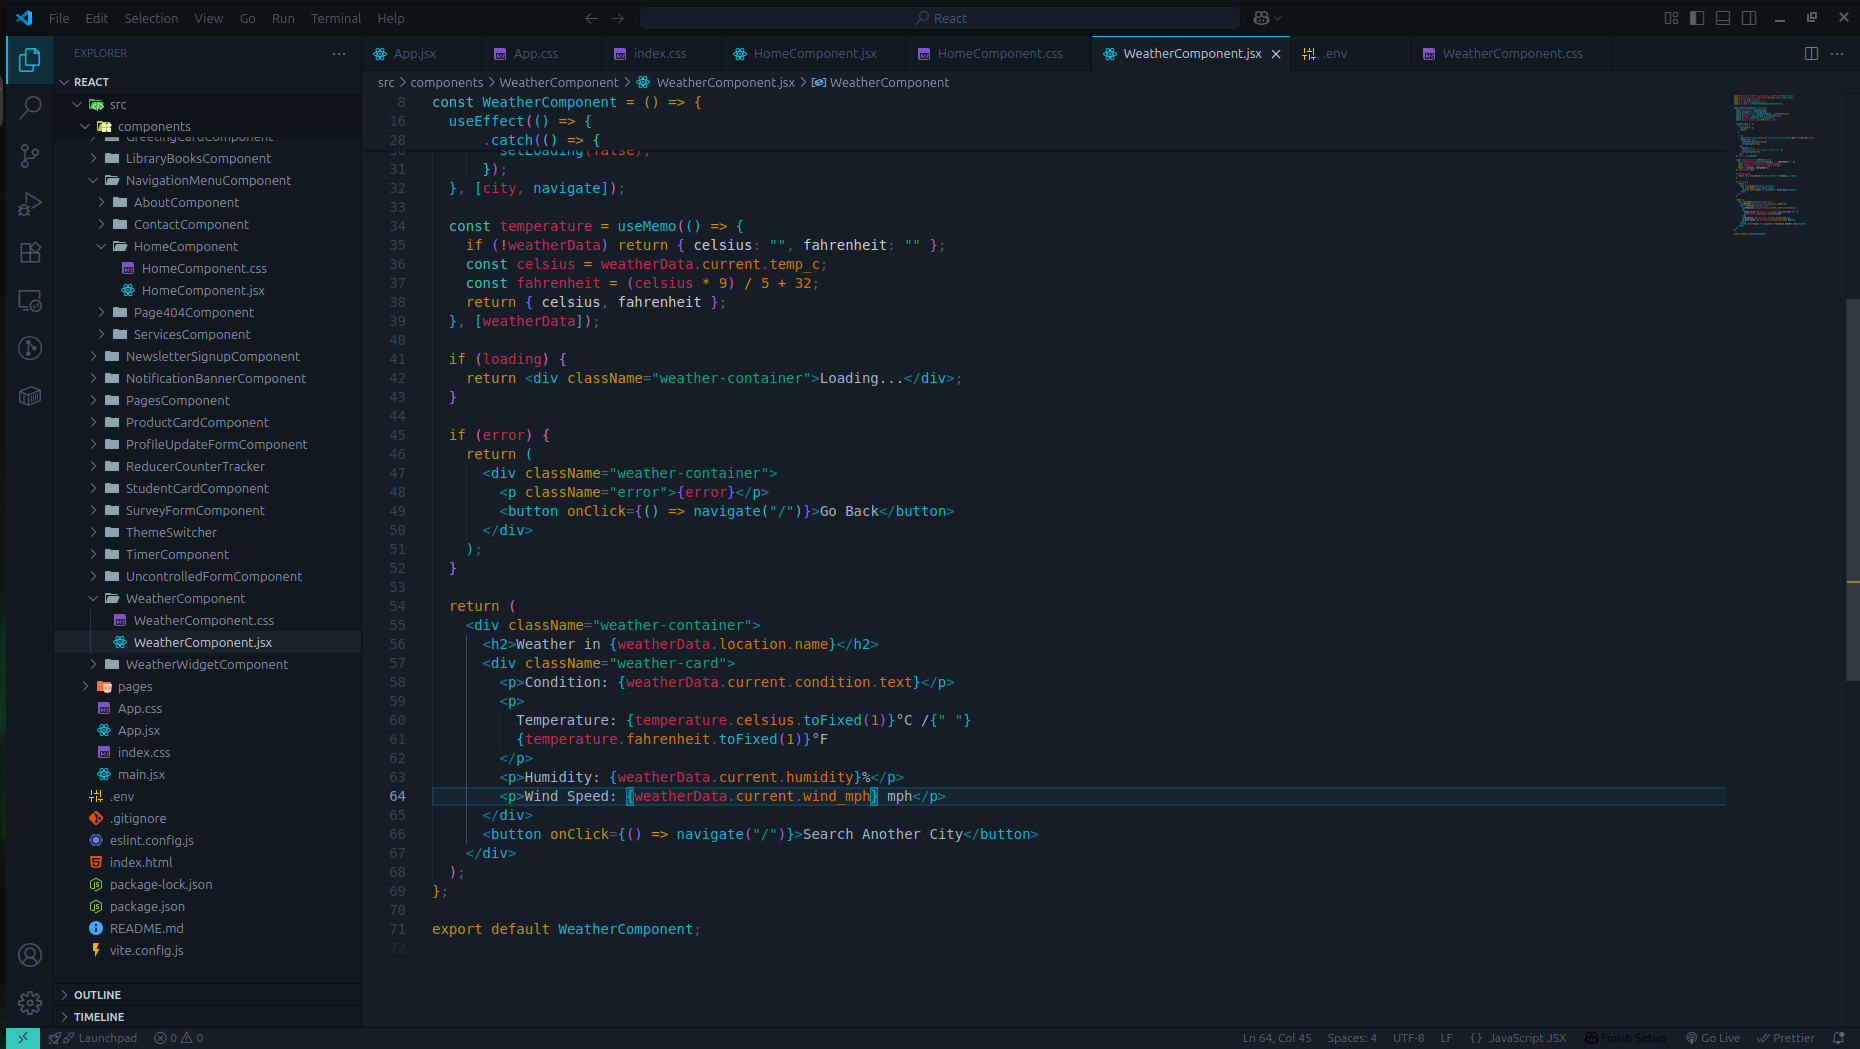 File Edit Selection View Go Run Terminal Help
React
EXPLORER
REACT
src
components
GreetingCardComponent
LibraryBooksComponent
NavigationMenuComponent
AboutComponent
ContactComponent
HomeComponent
HomeComponent.css
HomeComponent.jsx
Page404Component
ServicesComponent
NewsletterSignupComponent
NotificationBannerComponent
PagesComponent
ProductCardComponent
ProfileUpdateFormComponent
ReducerCounterTracker
StudentCardComponent
SurveyFormComponent
ThemeSwitcher
TimerComponent
UncontrolledFormComponent
WeatherComponent
WeatherComponent.css
WeatherComponent.jsx
WeatherWidgetComponent
pages
App.css
App.jsx
index.css
main.jsx
.env
.gitignore
eslint.config.js
index.html
package-lock.json
package.json
README.md
vite.config.js
OUTLINE
TIMELINE
App.jsx App.css index.css HomeComponent.jsx HomeComponent.css WeatherComponent.jsx .env WeatherComponent.css
src > components > WeatherComponent > WeatherComponent.jsx > WeatherComponent
8 const WeatherComponent = () => {
16 useEffect(() => {
28 .catch(() => {
30 setLoading(false);
31 });
32 }, [city, navigate]);
33
34 const temperature = useMemo(() => {
35 if (!weatherData) return { celsius: "", fahrenheit: "" };
36 const celsius = weatherData.current.temp_c;
37 const fahrenheit = (celsius * 9) / 5 + 32;
38 return { celsius, fahrenheit };
39 }, [weatherData]);
40
41 if (loading) {
42 return <div className="weather-container">Loading...</div>;
43 }
44
45 if (error) {
46 return (
47 <div className="weather-container">
48 <p className="error">{error}</p>
49 <button onClick={() => navigate("/")}>Go Back</button>
50 </div>
51 );
52 }
53
54 return (
55 <div className="weather-container">
56 <h2>Weather in {weatherData.location.name}</h2>
57 <div className="weather-card">
58 <p>Condition: {weatherData.current.condition.text}</p>
59 <p>
60 Temperature: {temperature.celsius.toFixed(1)}°C /{" "}
61 {temperature.fahrenheit.toFixed(1)}°F
62 </p>
63 <p>Humidity: {weatherData.current.humidity}%</p>
64 <p>Wind Speed: {weatherData.current.wind_mph} mph</p>
65 </div>
66 <button onClick={() => navigate("/")}>Search Another City</button>
67 </div>
68 );
69 };
70
71 export default WeatherComponent;
72
Launchpad 0 0 Ln 64, Col 45 Spaces: 4 UTF-8 LF {} JavaScript JSX Finish Setup Go Live Prettier